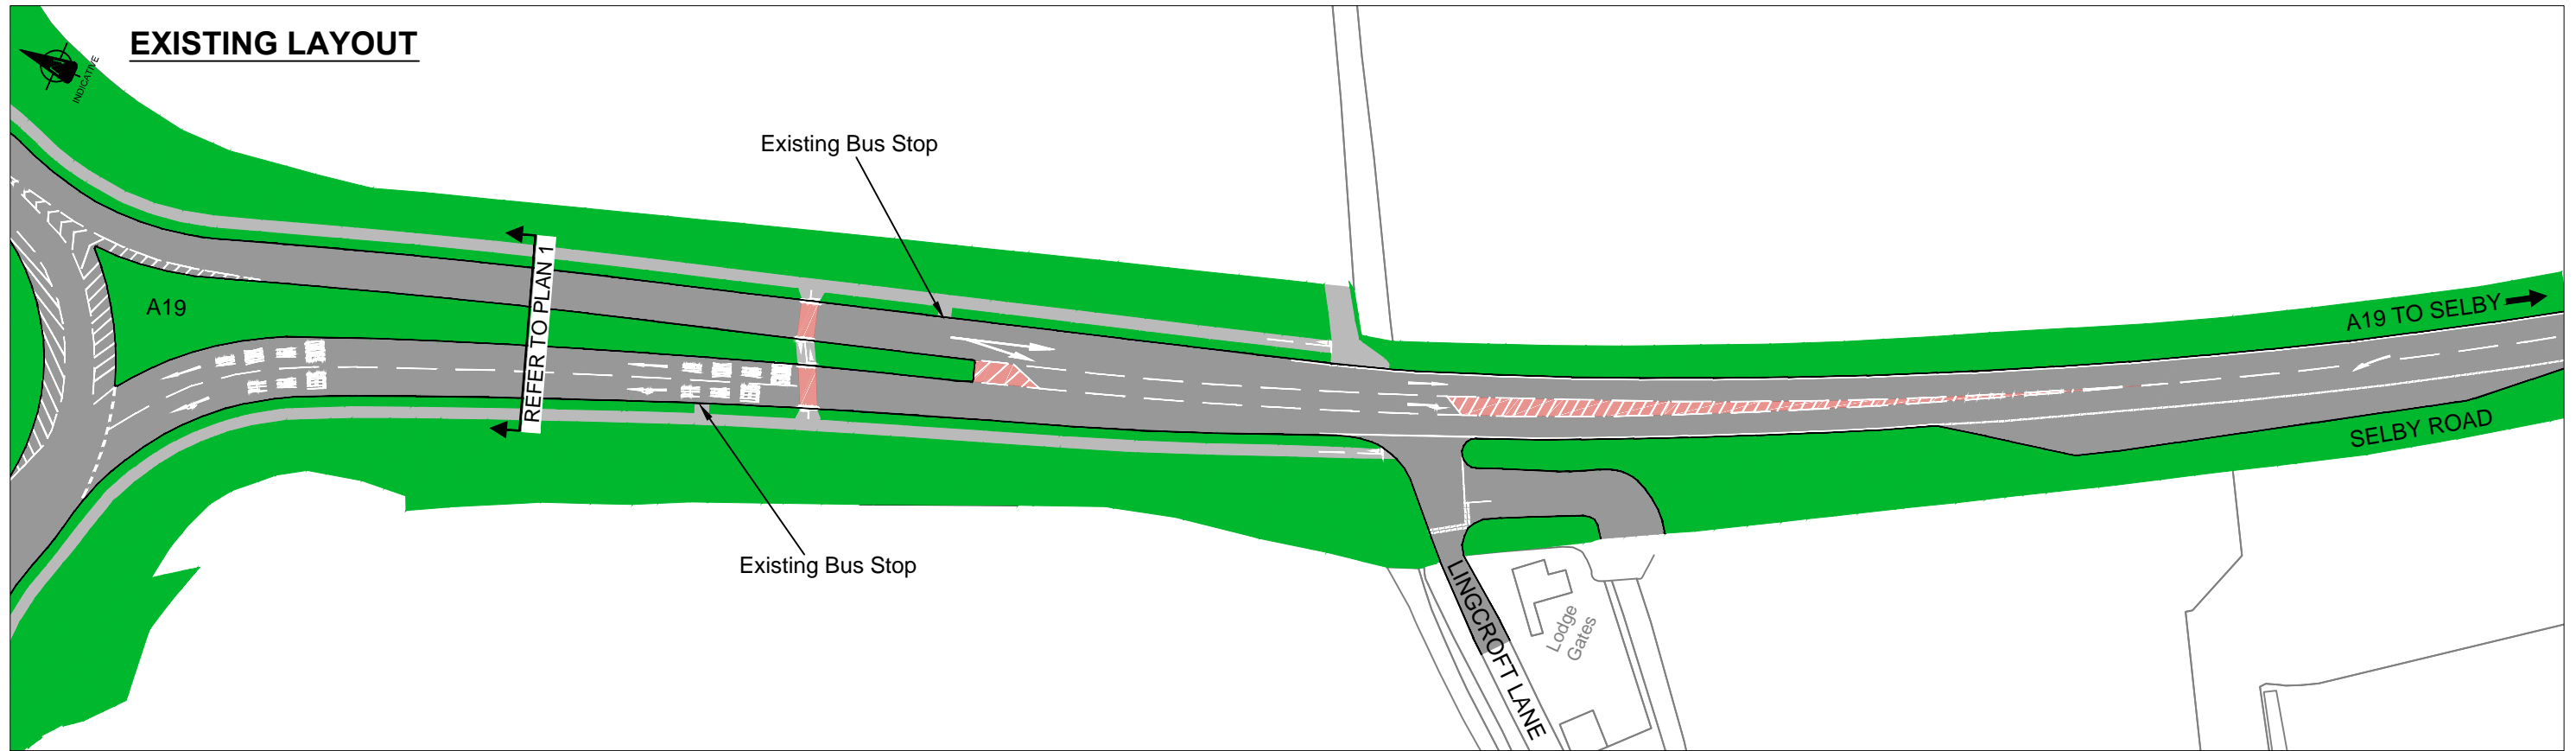 EXISTING LAYOUT
INDICATIVE
Existing Bus Stop
REFER TO PLAN 1
A19
A19 TO SELBY
SELBY ROAD
Existing Bus Stop
LINGCROFT LANE
Lodge
Gates